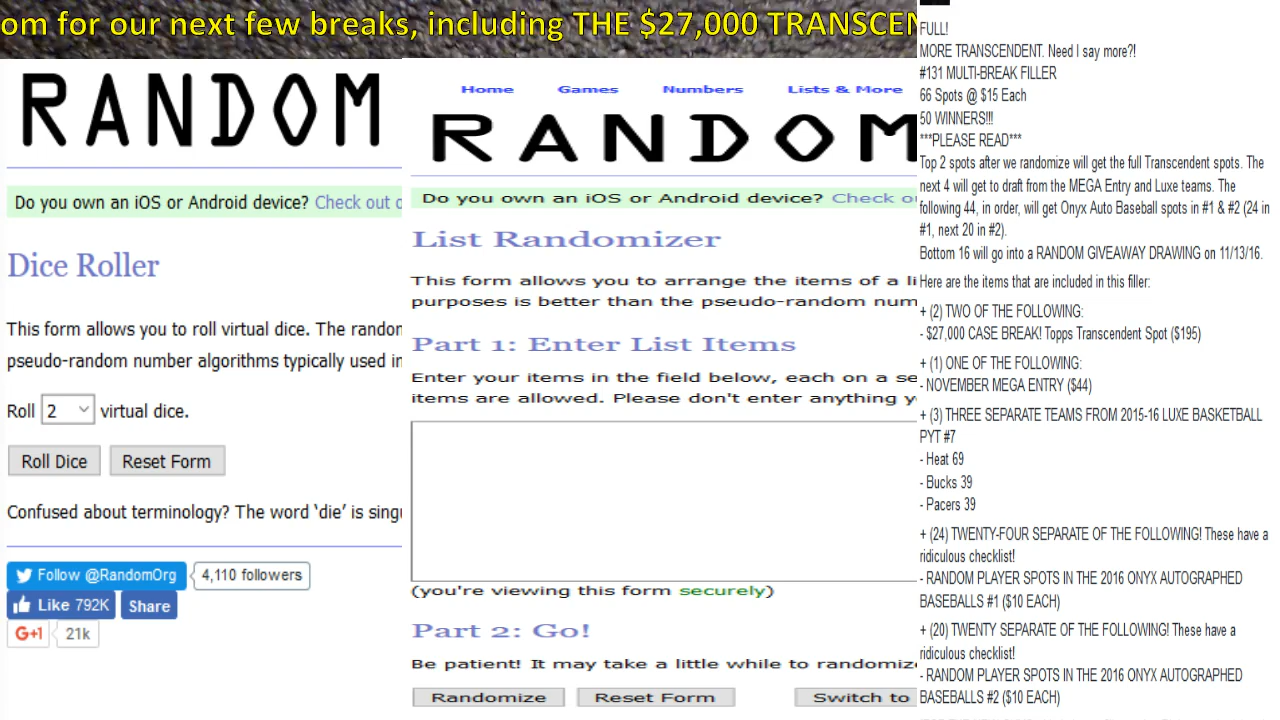 om for our next few breaks, including THE $27,000 TRANSCEN
RANDOM
Do you own an iOS or Android device? Check out o
Dice Roller
This form allows you to roll virtual dice. The random
pseudo-random number algorithms typically used in
Roll 2 virtual dice.
Roll Dice Reset Form
Confused about terminology? The word ‘die’ is singu
Follow @RandomOrg 4,110 followers
Like 792K Share
G+1 21k
Home Games Numbers Lists & More
RANDOM
Do you own an iOS or Android device? Check ou
List Randomizer
This form allows you to arrange the items of a li
purposes is better than the pseudo-random num
Part 1: Enter List Items
Enter your items in the field below, each on a se
items are allowed. Please don't enter anything y
(you're viewing this form securely)
Part 2: Go!
Be patient! It may take a little while to randomize
Randomize Reset Form Switch to
FULL!
MORE TRANSCENDENT. Need I say more?!
#131 MULTI-BREAK FILLER
66 Spots @ $15 Each
50 WINNERS!!!
***PLEASE READ***
Top 2 spots after we randomize will get the full Transcendent spots. The
next 4 will get to draft from the MEGA Entry and Luxe teams. The
following 44, in order, will get Onyx Auto Baseball spots in #1 & #2 (24 in
#1, next 20 in #2).
Bottom 16 will go into a RANDOM GIVEAWAY DRAWING on 11/13/16.
Here are the items that are included in this filler:
+ (2) TWO OF THE FOLLOWING:
- $27,000 CASE BREAK! Topps Transcendent Spot ($195)
+ (1) ONE OF THE FOLLOWING:
- NOVEMBER MEGA ENTRY ($44)
+ (3) THREE SEPARATE TEAMS FROM 2015-16 LUXE BASKETBALL
PYT #7
- Heat 69
- Bucks 39
- Pacers 39
+ (24) TWENTY-FOUR SEPARATE OF THE FOLLOWING! These have a
ridiculous checklist!
- RANDOM PLAYER SPOTS IN THE 2016 ONYX AUTOGRAPHED
BASEBALLS #1 ($10 EACH)
+ (20) TWENTY SEPARATE OF THE FOLLOWING! These have a
ridiculous checklist!
- RANDOM PLAYER SPOTS IN THE 2016 ONYX AUTOGRAPHED
BASEBALLS #2 ($10 EACH)